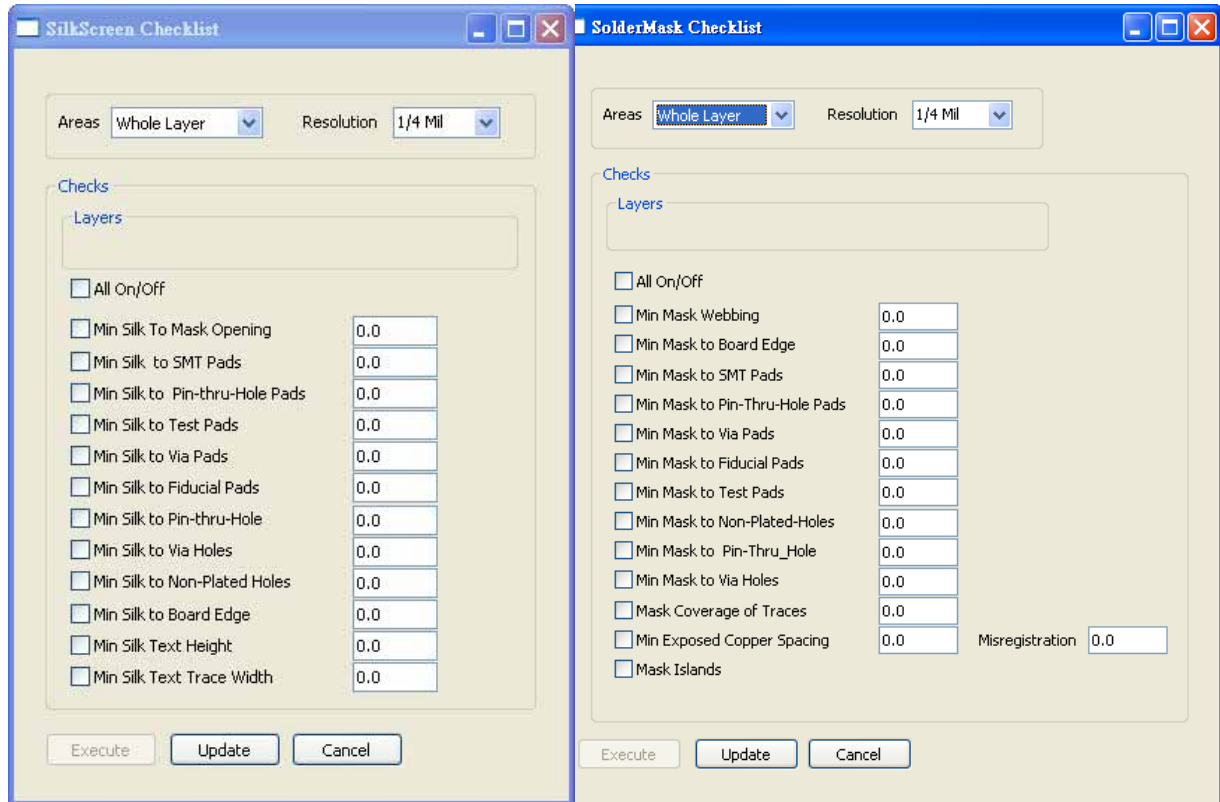 SilkScreen Checklist
Areas Whole Layer Resolution 1/4 Mil
Checks
Layers
All On/Off
Min Silk To Mask Opening 0.0
Min Silk to SMT Pads 0.0
Min Silk to Pin-thru-Hole Pads 0.0
Min Silk to Test Pads 0.0
Min Silk to Via Pads 0.0
Min Silk to Fiducial Pads 0.0
Min Silk to Pin-thru-Hole 0.0
Min Silk to Via Holes 0.0
Min Silk to Non-Plated Holes 0.0
Min Silk to Board Edge 0.0
Min Silk Text Height 0.0
Min Silk Text Trace Width 0.0
Execute Update Cancel
SolderMask Checklist
Areas Whole Layer Resolution 1/4 Mil
Checks
Layers
All On/Off
Min Mask Webbing 0.0
Min Mask to Board Edge 0.0
Min Mask to SMT Pads 0.0
Min Mask to Pin-Thru-Hole Pads 0.0
Min Mask to Via Pads 0.0
Min Mask to Fiducial Pads 0.0
Min Mask to Test Pads 0.0
Min Mask to Non-Plated-Holes 0.0
Min Mask to Pin-Thru_Hole 0.0
Min Mask to Via Holes 0.0
Mask Coverage of Traces 0.0
Min Exposed Copper Spacing 0.0 Misregistration 0.0
Mask Islands
Execute Update Cancel